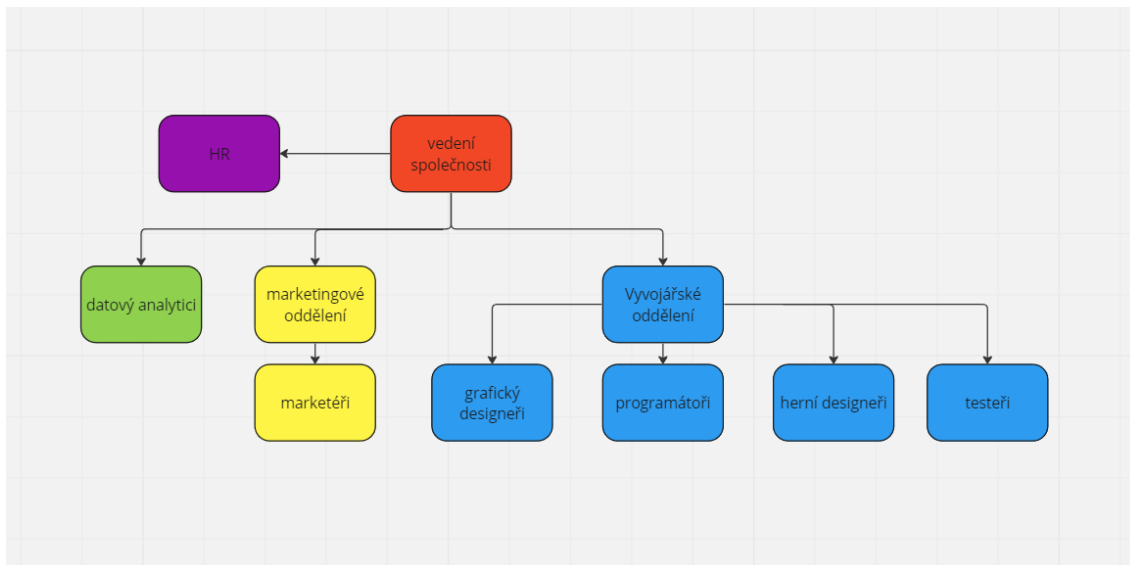 HR
vedení
společnosti
datový analytici
marketingové
oddělení
Vyvojářské
oddělení
marketéři
grafický
designeři
programátoři
herní designeři
testeři